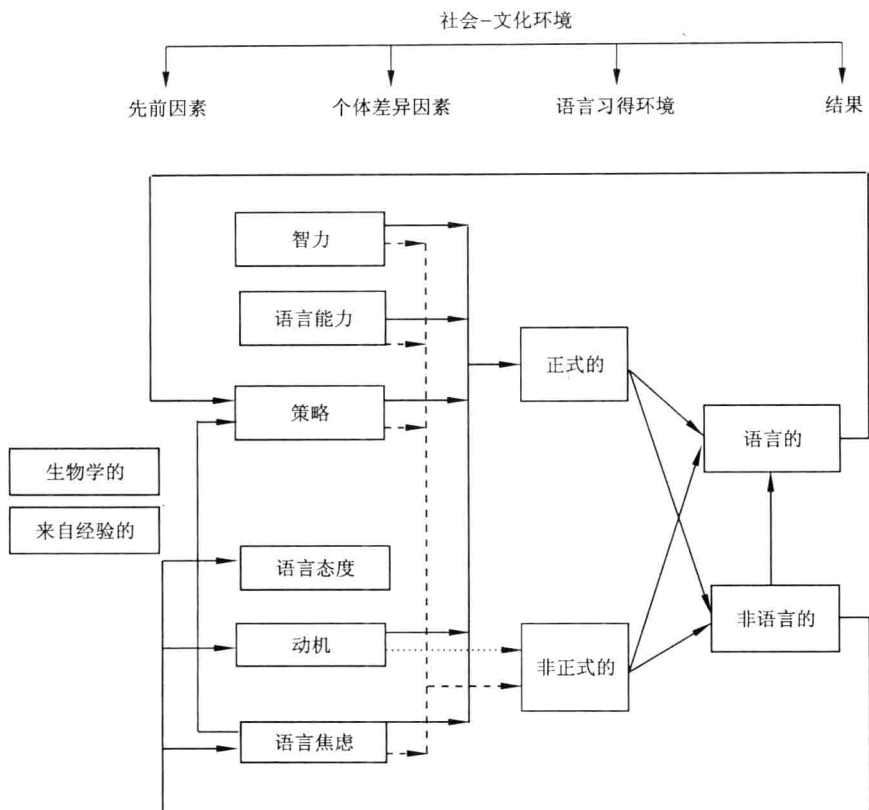 社会-文化环境
先前因素
个体差异因素
语言习得环境
结果
智力
语言能力
正式的
策略
语言的
生物学的
来自经验的
语言态度
非语言的
动机
非正式的
语言焦虑